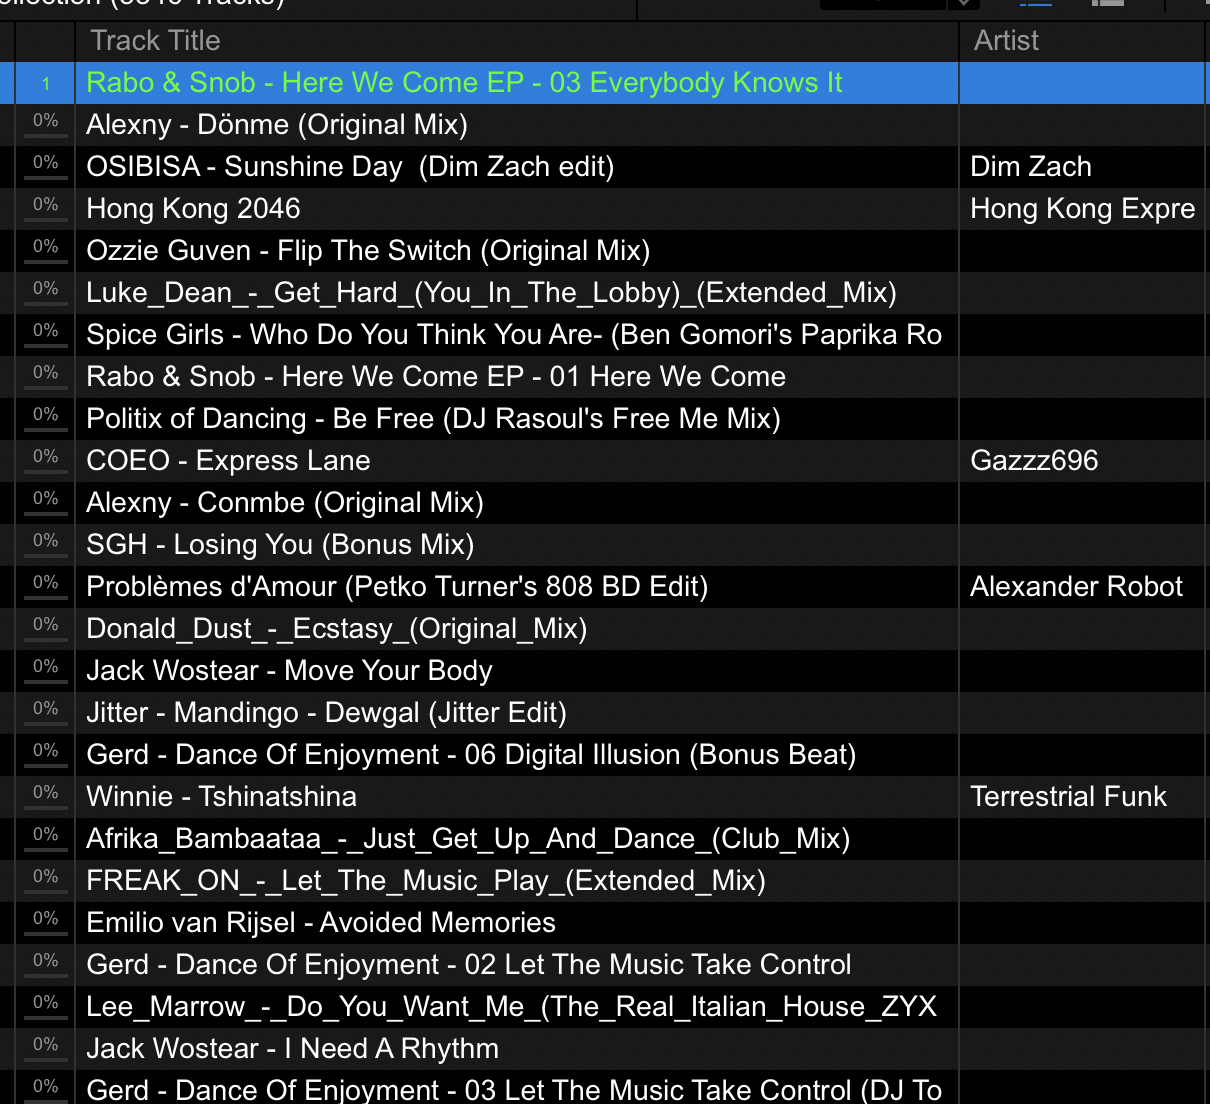 Track Title Artist
1 Rabo & Snob - Here We Come EP - 03 Everybody Knows It
0% Alexny - Dönme (Original Mix)
0% OSIBISA - Sunshine Day  (Dim Zach edit) Dim Zach
0% Hong Kong 2046 Hong Kong Expre
0% Ozzie Guven - Flip The Switch (Original Mix)
0% Luke_Dean_-_Get_Hard_(You_In_The_Lobby)_(Extended_Mix)
0% Spice Girls - Who Do You Think You Are- (Ben Gomori's Paprika Ro
0% Rabo & Snob - Here We Come EP - 01 Here We Come
0% Politix of Dancing - Be Free (DJ Rasoul's Free Me Mix)
0% COEO - Express Lane Gazzz696
0% Alexny - Conmbe (Original Mix)
0% SGH - Losing You (Bonus Mix)
0% Problèmes d'Amour (Petko Turner's 808 BD Edit) Alexander Robot
0% Donald_Dust_-_Ecstasy_(Original_Mix)
0% Jack Wostear - Move Your Body
0% Jitter - Mandingo - Dewgal (Jitter Edit)
0% Gerd - Dance Of Enjoyment - 06 Digital Illusion (Bonus Beat)
0% Winnie - Tshinatshina Terrestrial Funk
0% Afrika_Bambaataa_-_Just_Get_Up_And_Dance_(Club_Mix)
0% FREAK_ON_-_Let_The_Music_Play_(Extended_Mix)
0% Emilio van Rijsel - Avoided Memories
0% Gerd - Dance Of Enjoyment - 02 Let The Music Take Control
0% Lee_Marrow_-_Do_You_Want_Me_(The_Real_Italian_House_ZYX
0% Jack Wostear - I Need A Rhythm
0% Gerd - Dance Of Enjoyment - 03 Let The Music Take Control (DJ To